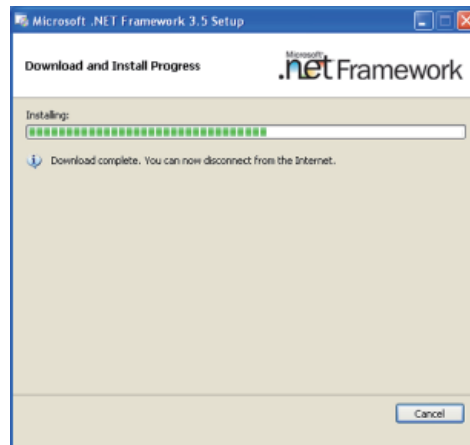 Microsoft .NET Framework 3.5 Setup
Download and Install Progress
Microsoft
.net Framework
Installing:
Download complete. You can now disconnect from the Internet.
Cancel